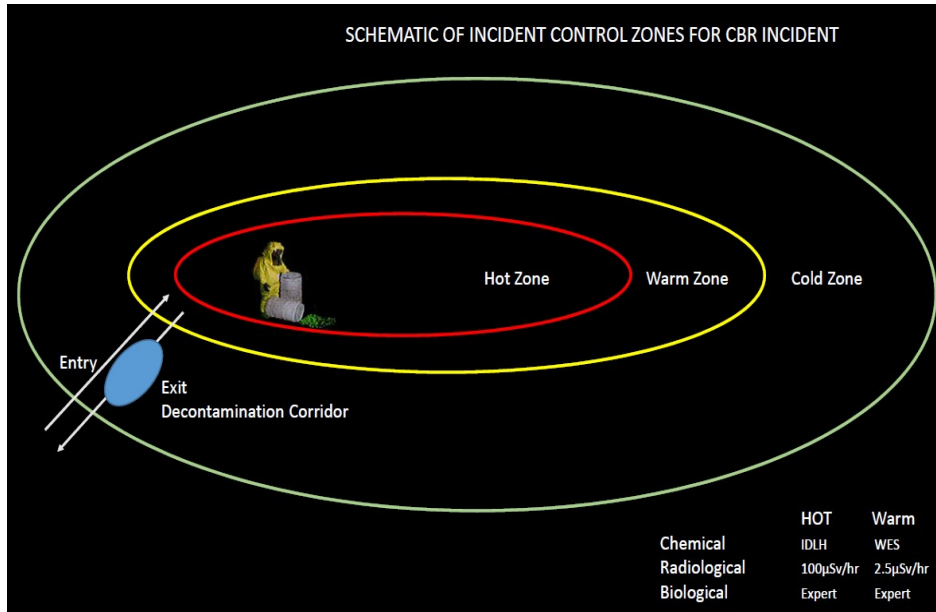 SCHEMATIC OF INCIDENT CONTROL ZONES FOR CBR INCIDENT
Hot Zone
Warm Zone
Cold Zone
Entry
Exit
Decontamination Corridor
HOT Warm
Chemical IDLH WES
Radiological 100µSv/hr 2.5µSv/hr
Biological Expert Expert